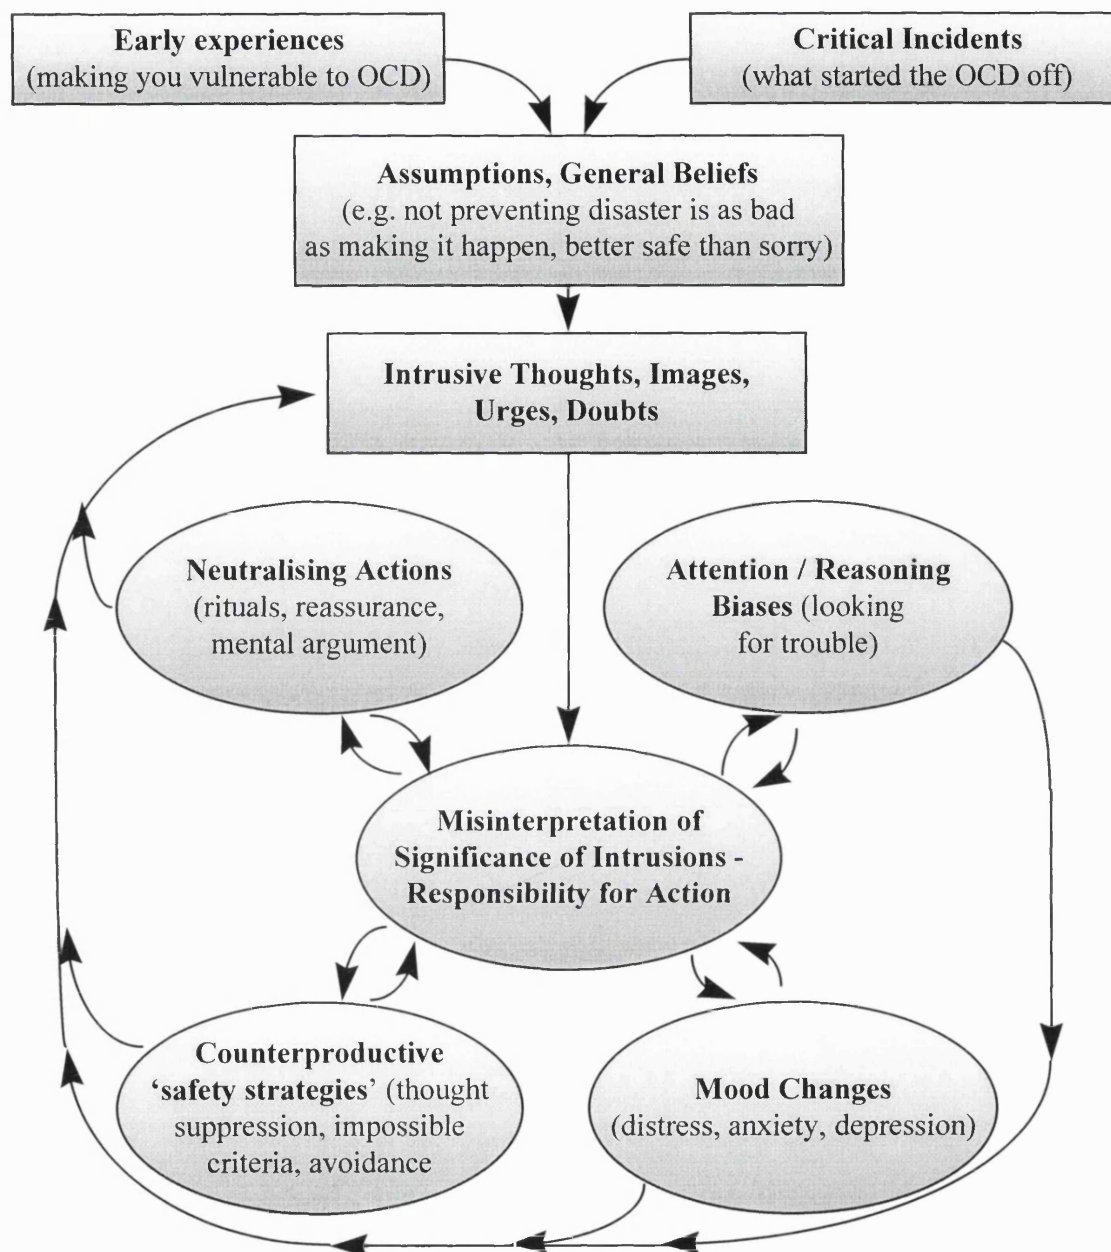 Early experiences
(making you vulnerable to OCD)
Critical Incidents
(what started the OCD off)
Assumptions, General Beliefs
(e.g. not preventing disaster is as bad
as making it happen, better safe than sorry)
Intrusive Thoughts, Images,
Urges, Doubts
Neutralising Actions
(rituals, reassurance,
mental argument)
Attention / Reasoning
Biases (looking
for trouble)
Misinterpretation of
Significance of Intrusions -
Responsibility for Action
Counterproductive
‘safety strategies’ (thought
suppression, impossible
criteria, avoidance
Mood Changes
(distress, anxiety, depression)